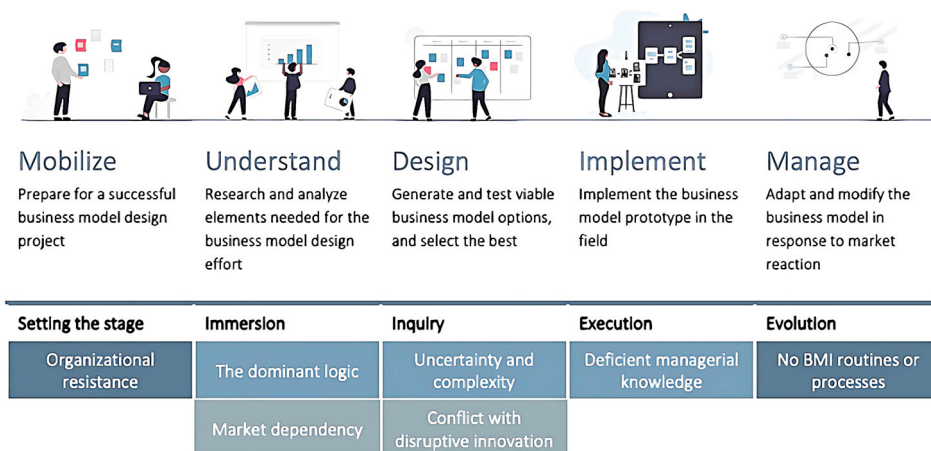 Mobilize
Prepare for a successful
business model design
project
Understand
Research and analyze
elements needed for the
business model design
effort
Design
Generate and test viable
business model options,
and select the best
Implement
Implement the business
model prototype in the
field
Manage
Adapt and modify the
business model in
response to market
reaction
Setting the stage
Immersion
Inquiry
Execution
Evolution
Organizational
resistance
The dominant logic
Uncertainty and
complexity
Deficient managerial
knowledge
No BMI routines or
processes
Market dependency
Conflict with
disruptive innovation